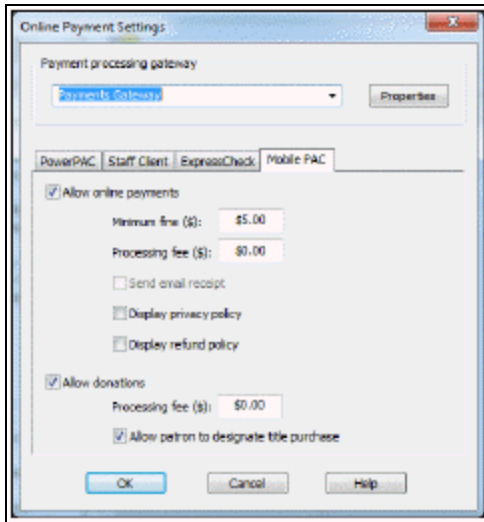 Online Payment Settings
Payment processing gateway
Payments Gateway
Properties
PowerPAC Staff Client ExpressCheck Mobile PAC
Allow online payments
Minimum fine ($): $5.00
Processing fee ($): $0.00
Send email receipt
Display privacy policy
Display refund policy
Allow donations
Processing fee ($): $0.00
Allow patron to designate title purchase
OK Cancel Help